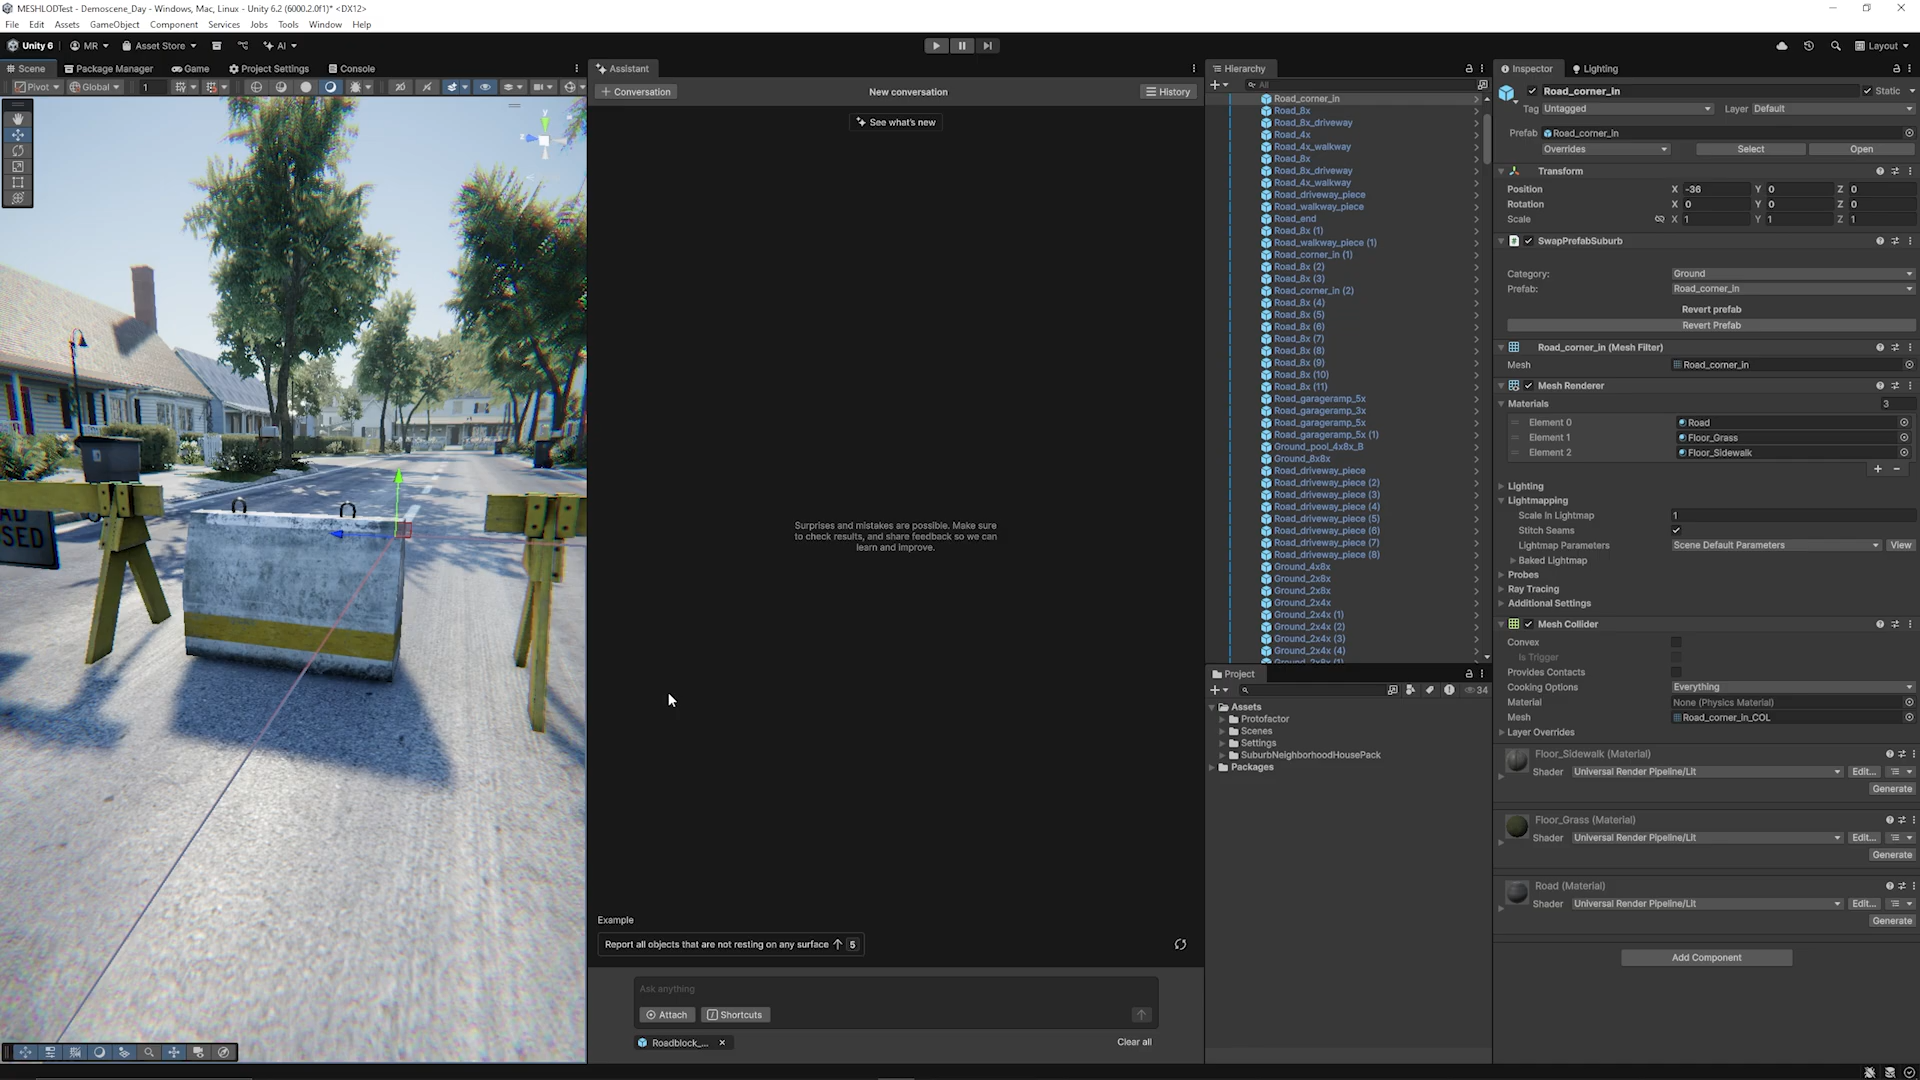 MESHLODTest - Demoscene_Day - Windows, Mac, Linux - Unity 6.2 (6000.2.0f1)* <DX12>
File Edit Assets GameObject Component Services Jobs Tools Window Help
Unity 6 MR Asset Store AI Layout
Scene Package Manager Game Project Settings Console
Pivot Global 1
AD
SSED
Assistant
+ Conversation New conversation History
See what's new
Surprises and mistakes are possible. Make sure
to check results, and share feedback so we can
learn and improve.
Example
Report all objects that are not resting on any surface 5
Ask anything
Attach Shortcuts
Roadblock_... × Clear all
Hierarchy
All
Road_corner_in
Road_8x
Road_8x_driveway
Road_4x
Road_4x_walkway
Road_8x
Road_8x_driveway
Road_4x_walkway
Road_driveway_piece
Road_walkway_piece
Road_end
Road_8x (1)
Road_walkway_piece (1)
Road_corner_in (1)
Road_8x (2)
Road_8x (3)
Road_corner_in (2)
Road_8x (4)
Road_8x (5)
Road_8x (6)
Road_8x (7)
Road_8x (8)
Road_8x (9)
Road_8x (10)
Road_8x (11)
Road_garageramp_5x
Road_garageramp_3x
Road_garageramp_5x
Road_garageramp_5x (1)
Ground_pool_4x8x_B
Ground_8x8x
Road_driveway_piece
Road_driveway_piece (2)
Road_driveway_piece (3)
Road_driveway_piece (4)
Road_driveway_piece (5)
Road_driveway_piece (6)
Road_driveway_piece (7)
Road_driveway_piece (8)
Ground_4x8x
Ground_2x8x
Ground_2x8x
Ground_2x4x
Ground_2x4x (1)
Ground_2x4x (2)
Ground_2x4x (3)
Ground_2x4x (4)
Ground_2x8x (1)
Project
34
Assets
Protofactor
Scenes
Settings
SuburbNeighborhoodHousePack
Packages
Inspector Lighting
Road_corner_in Static
Tag Untagged Layer Default
Prefab Road_corner_in
Overrides Select Open
Transform
Position X -36 Y 0 Z 0
Rotation X 0 Y 0 Z 0
Scale X 1 Y 1 Z 1
SwapPrefabSuburb
Category: Ground
Prefab: Road_corner_in
Revert prefab
Revert Prefab
Road_corner_in (Mesh Filter)
Mesh Road_corner_in
Mesh Renderer
Materials 3
Element 0 Road
Element 1 Floor_Grass
Element 2 Floor_Sidewalk
+ -
Lighting
Lightmapping
Scale In Lightmap 1
Stitch Seams
Lightmap Parameters Scene Default Parameters View
Baked Lightmap
Probes
Ray Tracing
Additional Settings
Mesh Collider
Convex
Is Trigger
Provides Contacts
Cooking Options Everything
Material None (Physics Material)
Mesh Road_corner_in_COL
Layer Overrides
Floor_Sidewalk (Material)
Shader Universal Render Pipeline/Lit Edit...
Generate
Floor_Grass (Material)
Shader Universal Render Pipeline/Lit Edit...
Generate
Road (Material)
Shader Universal Render Pipeline/Lit Edit...
Generate
Add Component